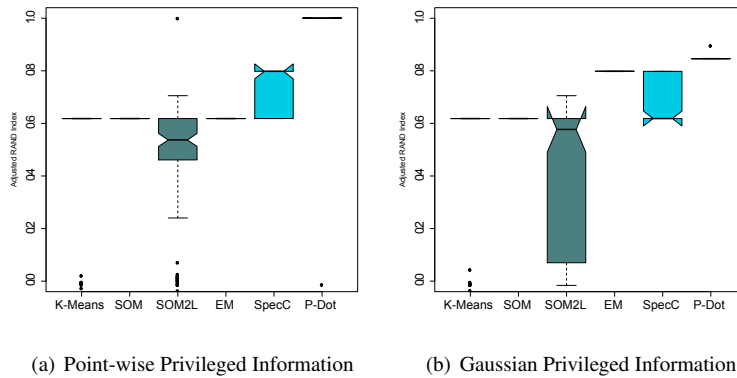 Adjusted RAND Index
1.0
0.8
0.6
0.4
0.2
0.0
K-Means SOM SOM2L EM SpecC P-Dot
(a) Point-wise Privileged Information
Adjusted RAND Index
1.0
0.8
0.6
0.4
0.2
0.0
K-Means SOM SOM2L EM SpecC P-Dot
(b) Gaussian Privileged Information